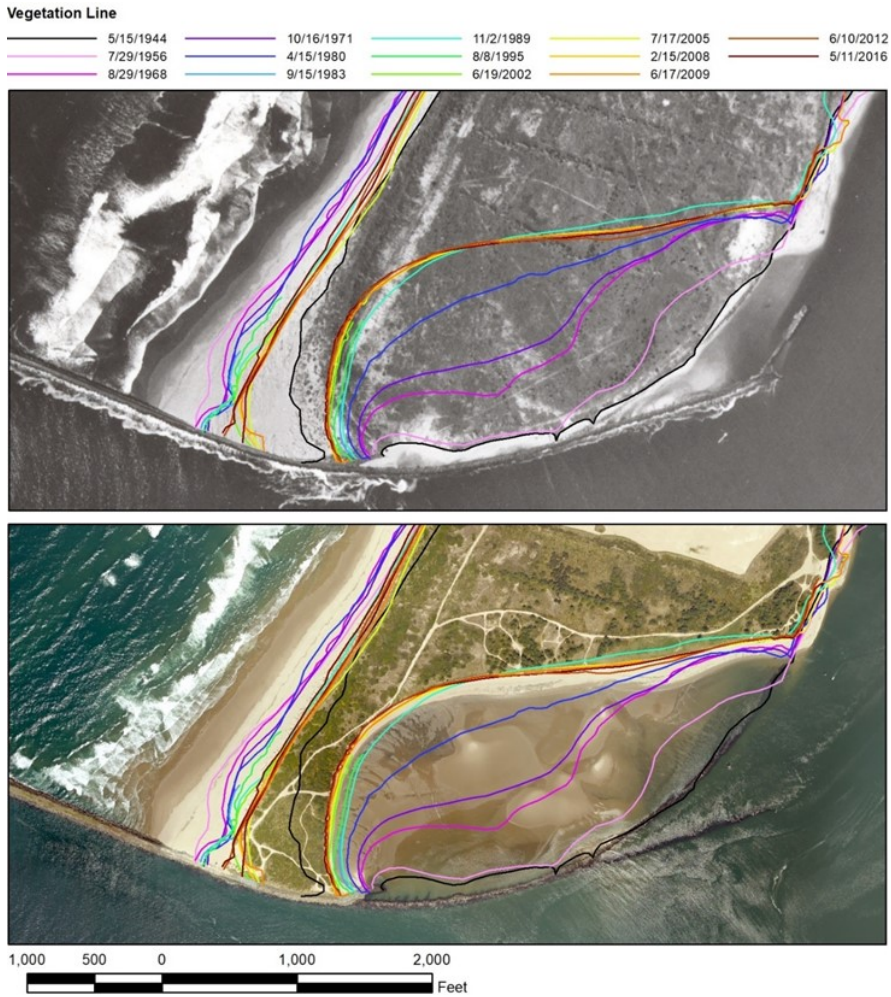 Vegetation Line
5/15/1944 10/16/1971 11/2/1989 7/17/2005 6/10/2012
7/29/1956 4/15/1980 8/8/1995 2/15/2008 5/11/2016
8/29/1968 9/15/1983 6/19/2002 6/17/2009
1,000 500 0 1,000 2,000
Feet